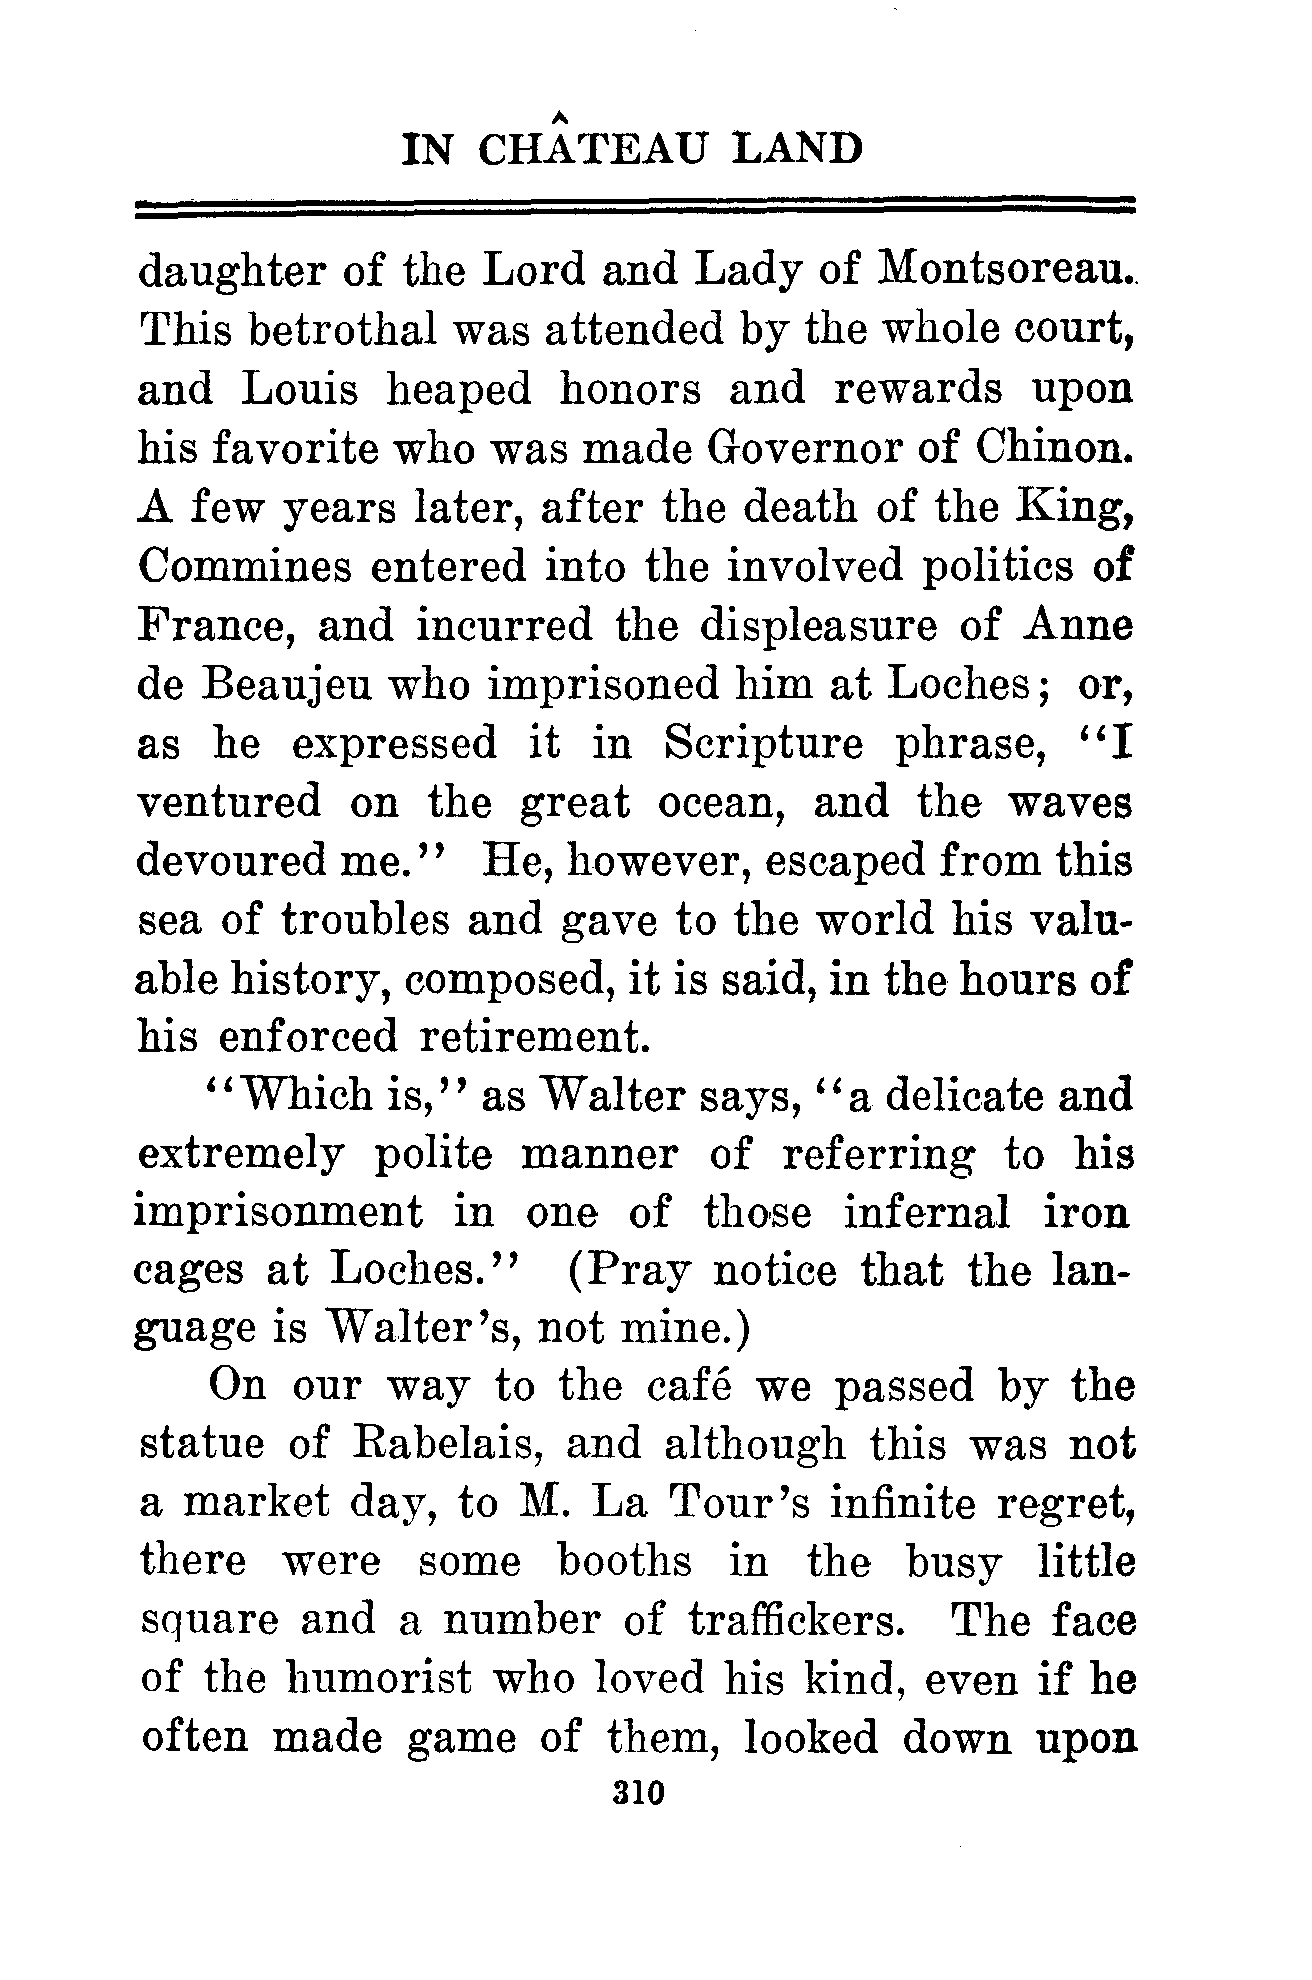 IN CHÂTEAU LAND
daughter of the Lord and Lady of Montsoreau.
This betrothal was attended by the whole court,
and Louis heaped honors and rewards upon
his favorite who was made Governor of Chinon.
A few years later, after the death of the King,
Commines entered into the involved politics of
France, and incurred the displeasure of Anne
de Beaujeu who imprisoned him at Loches; or,
as he expressed it in Scripture phrase, "I
ventured on the great ocean, and the waves
devoured me." He, however, escaped from this
sea of troubles and gave to the world his valu-
able history, composed, it is said, in the hours of
his enforced retirement.
"Which is," as Walter says, "a delicate and
extremely polite manner of referring to his
imprisonment in one of those infernal iron
cages at Loches." (Pray notice that the lan-
guage is Walter's, not mine.)
On our way to the café we passed by the
statue of Rabelais, and although this was not
a market day, to M. La Tour's infinite regret,
there were some booths in the busy little
square and a number of traffickers. The face
of the humorist who loved his kind, even if he
often made game of them, looked down upon
310